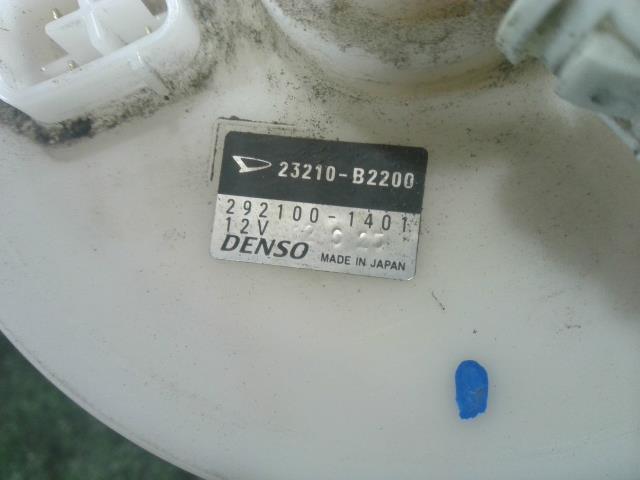 23210-B2200
292100-1401
12V
DENSO MADE IN JAPAN